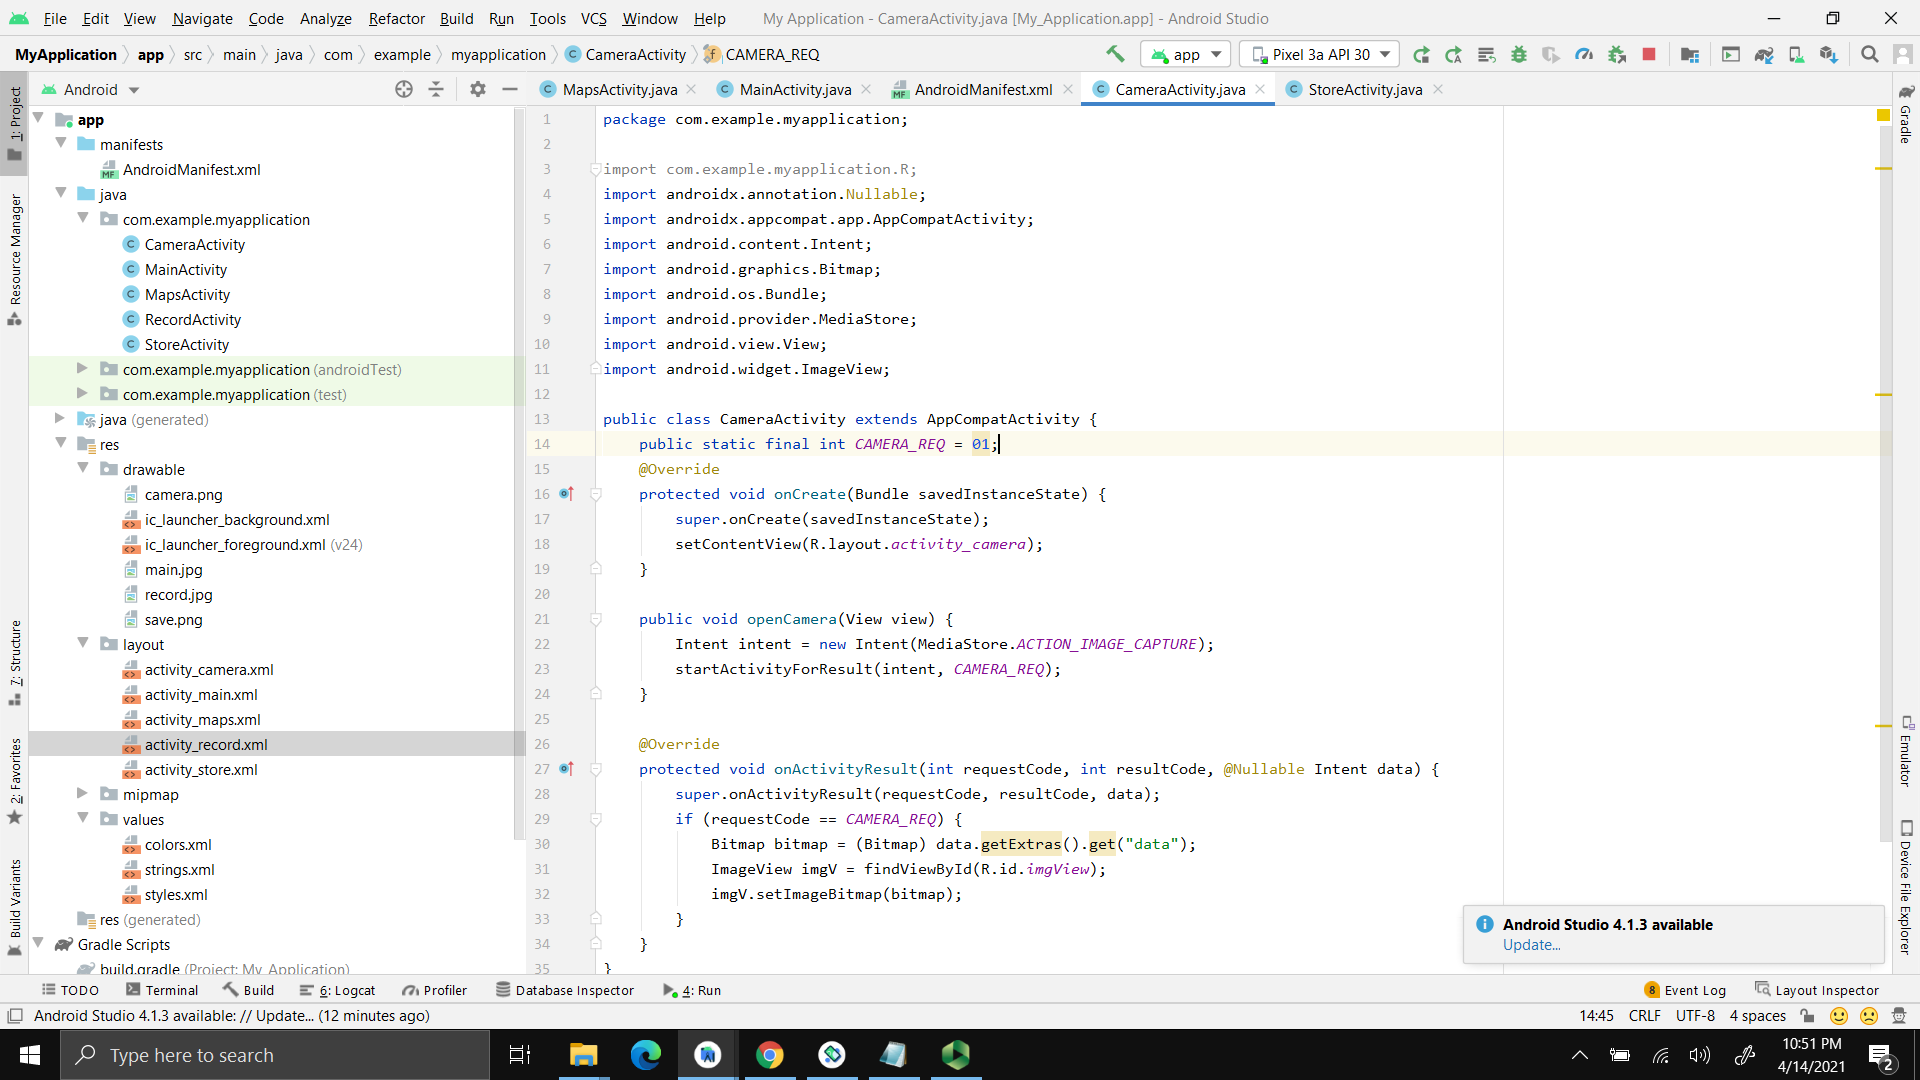 File Edit View Navigate Code Analyze Refactor Build Run Tools VCS Window Help My Application - CameraActivity.java [My_Application.app] - Android Studio
MyApplication app src main java com example myapplication CameraActivity CAMERA_REQ app Pixel 3a API 30
Android MapsActivity.java MainActivity.java AndroidManifest.xml CameraActivity.java StoreActivity.java
1: Project
Resource Manager
7: Structure
2: Favorites
Build Variants
app
manifests
AndroidManifest.xml
java
com.example.myapplication
CameraActivity
MainActivity
MapsActivity
RecordActivity
StoreActivity
com.example.myapplication (androidTest)
com.example.myapplication (test)
java (generated)
res
drawable
camera.png
ic_launcher_background.xml
ic_launcher_foreground.xml (v24)
main.jpg
record.jpg
save.png
layout
activity_camera.xml
activity_main.xml
activity_maps.xml
activity_record.xml
activity_store.xml
mipmap
values
colors.xml
strings.xml
styles.xml
res (generated)
Gradle Scripts
build.gradle (Project: My_Application)
1 package com.example.myapplication;
2
3 import com.example.myapplication.R;
4 import androidx.annotation.Nullable;
5 import androidx.appcompat.app.AppCompatActivity;
6 import android.content.Intent;
7 import android.graphics.Bitmap;
8 import android.os.Bundle;
9 import android.provider.MediaStore;
10 import android.view.View;
11 import android.widget.ImageView;
12
13 public class CameraActivity extends AppCompatActivity {
14 public static final int CAMERA_REQ = 01;
15 @Override
16 protected void onCreate(Bundle savedInstanceState) {
17 super.onCreate(savedInstanceState);
18 setContentView(R.layout.activity_camera);
19 }
20
21 public void openCamera(View view) {
22 Intent intent = new Intent(MediaStore.ACTION_IMAGE_CAPTURE);
23 startActivityForResult(intent, CAMERA_REQ);
24 }
25
26 @Override
27 protected void onActivityResult(int requestCode, int resultCode, @Nullable Intent data) {
28 super.onActivityResult(requestCode, resultCode, data);
29 if (requestCode == CAMERA_REQ) {
30 Bitmap bitmap = (Bitmap) data.getExtras().get("data");
31 ImageView imgV = findViewById(R.id.imgView);
32 imgV.setImageBitmap(bitmap);
33 }
34 }
35 }
Gradle
Emulator
Device File Explorer
Android Studio 4.1.3 available
Update...
TODO Terminal Build 6: Logcat Profiler Database Inspector 4: Run 8 Event Log Layout Inspector
Android Studio 4.1.3 available: // Update... (12 minutes ago) 14:45 CRLF UTF-8 4 spaces
Type here to search
10:51 PM
4/14/2021
2